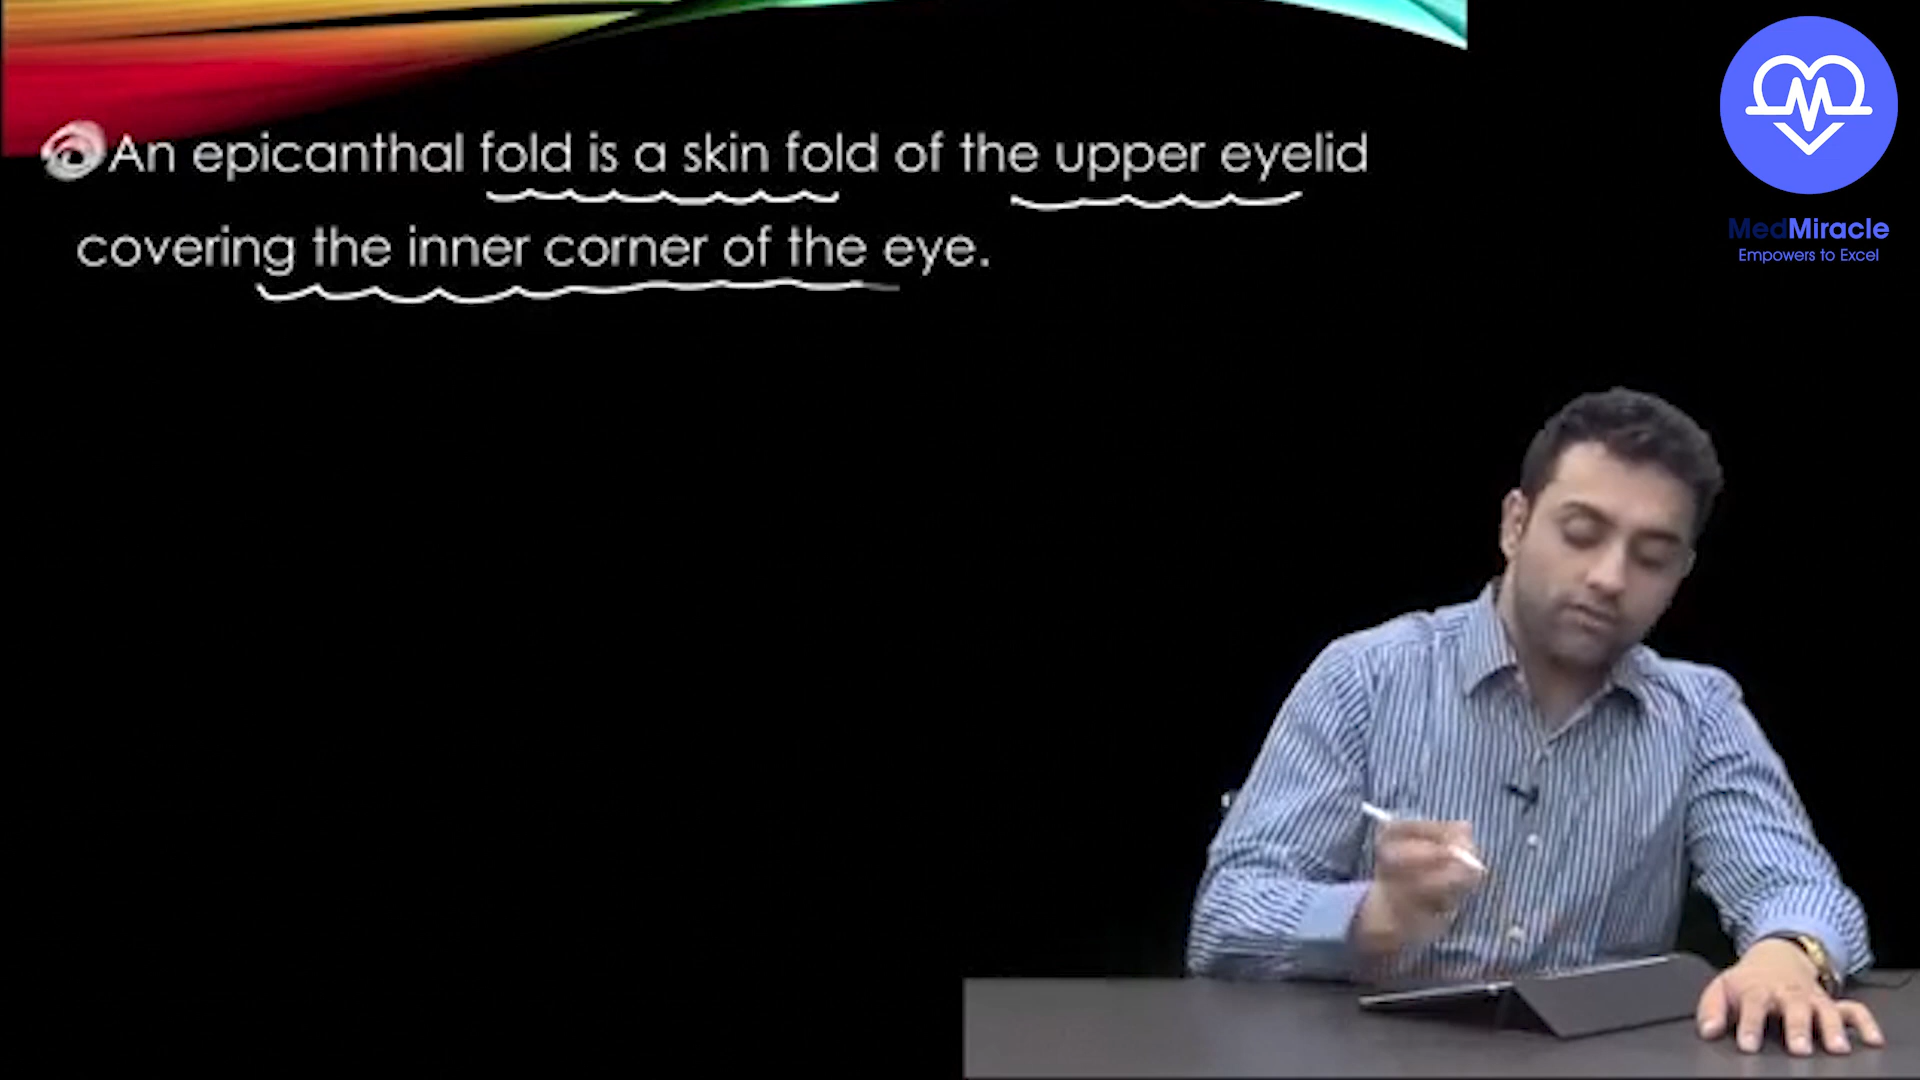 An epicanthal fold is a skin fold of the upper eyelid
covering the inner corner of the eye.
MedMiracle
Empowers to Excel